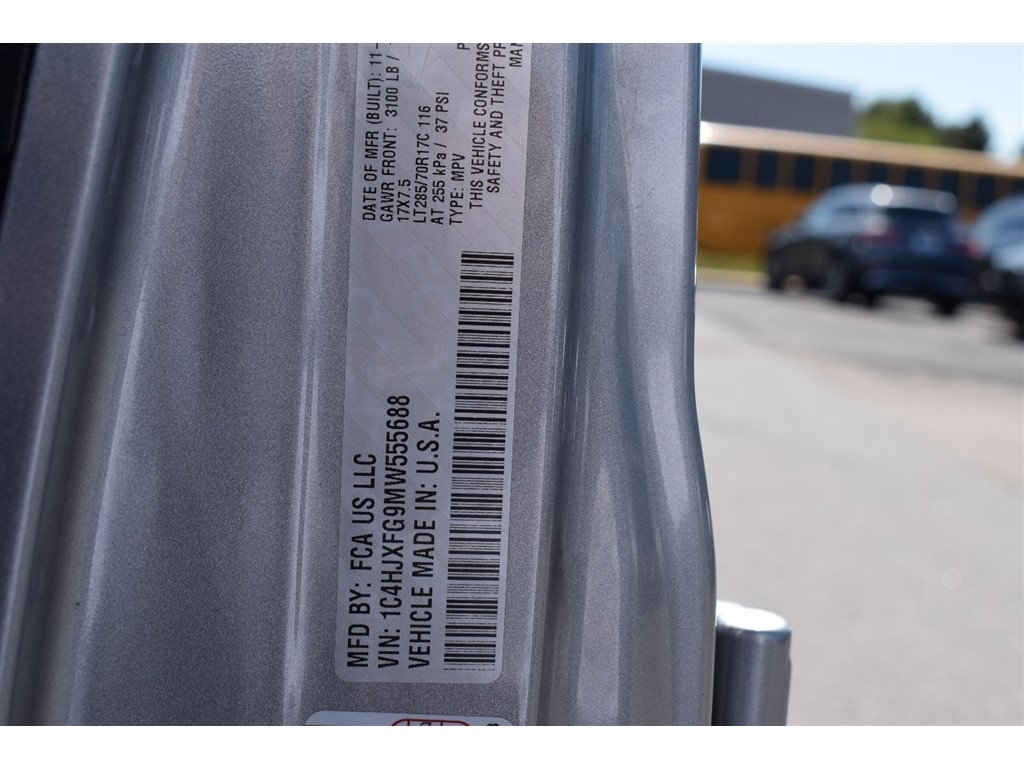 MFD BY: FCA US LLC
VIN: 1C4HJXFG9MW555688
VEHICLE MADE IN: U.S.A.
DATE OF MFR (BUILT): 11-
GAWR FRONT: 3100 LB /
17X7.5
LT285/70R17C 116
AT 255 kPa / 37 PSI
TYPE: MPV
THIS VEHICLE CONFORMS
SAFETY AND THEFT